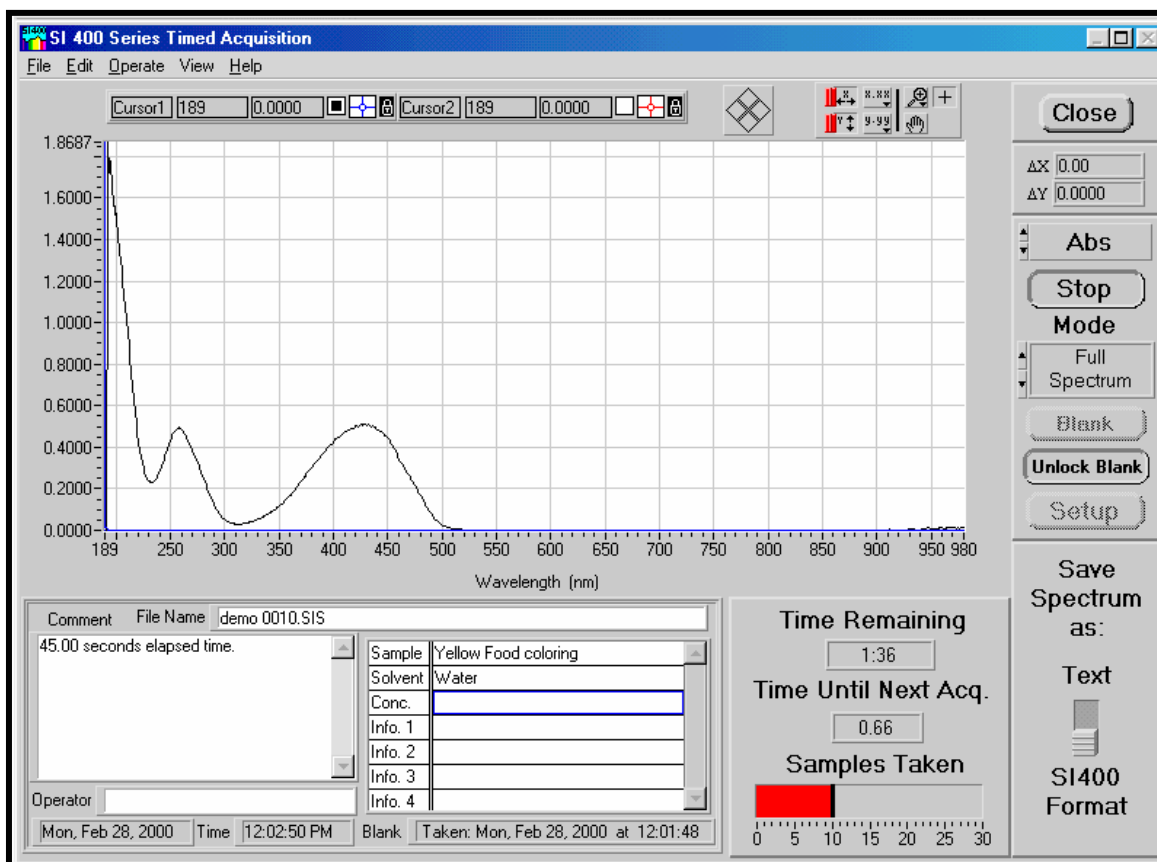 SI400
SI 400 Series Timed Acquisition
File Edit Operate View Help
Cursor1 189 0.0000 Cursor2 189 0.0000
X X.XX
Y y.yy
Close
ΔX 0.00
ΔY 0.0000
Abs
Stop
Mode
Full
Spectrum
Blank
Unlock Blank
Setup
1.8687
1.6000
1.4000
1.2000
1.0000
0.8000
0.6000
0.4000
0.2000
0.0000
189 250 300 350 400 450 500 550 600 650 700 750 800 850 900 950 980
Wavelength (nm)
Comment File Name demo 0010.SIS
45.00 seconds elapsed time.
Sample Yellow Food coloring
Solvent Water
Conc.
Info. 1
Info. 2
Info. 3
Info. 4
Operator
Mon, Feb 28, 2000 Time 12:02:50 PM Blank Taken: Mon, Feb 28, 2000 at 12:01:48
Time Remaining
1:36
Time Until Next Acq.
0.66
Samples Taken
0 5 10 15 20 25 30
Save
Spectrum
as:
Text
SI400
Format